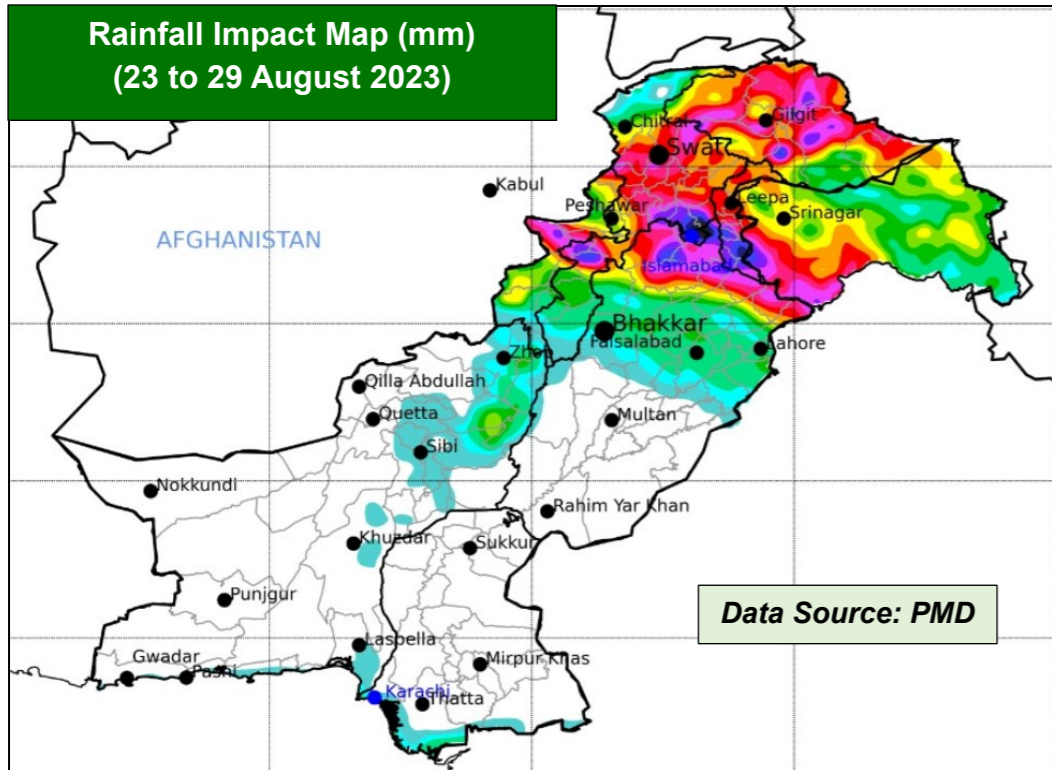 Rainfall Impact Map (mm)
(23 to 29 August 2023)
Chitral
Gilgit
Swat
Kabul
Leepa
Peshawar
Srinagar
AFGHANISTAN
Islamabad
Bhakkar
Faisalabad
Lahore
Zhob
Qilla Abdullah
Quetta
Multan
Sibi
Nokkundi
Rahim Yar Khan
Khuzdar
Sukkur
Punjgur
Data Source: PMD
Lasbella
Gwadar
Mirpur Khas
Pasni
Karachi
Thatta